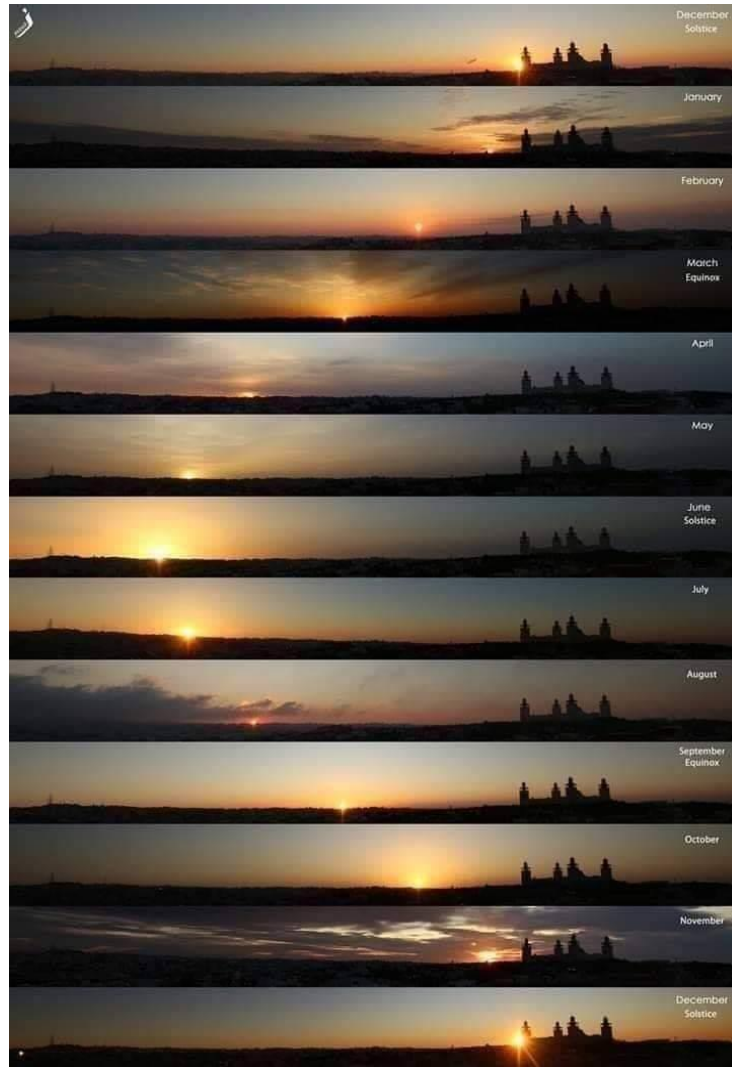 December
Solstice
January
February
March
Equinox
April
May
June
Solstice
July
August
September
Equinox
October
November
December
Solstice